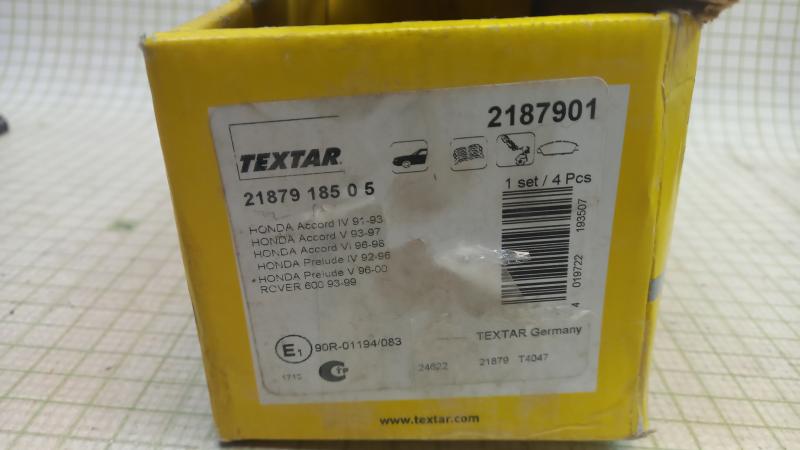 2187901
TEXTAR
1 set / 4 Pcs
21879 185 0 5
HONDA Accord IV 91-93
HONDA Accord V 93-97
HONDA Accord VI 96-98
HONDA Prelude IV 92-96
HONDA Prelude V 96-00
ROVER 600 93-99
4 019722 193507
E1 90R-01194/083
TEXTAR Germany
24622 21879 T4047
www.textar.com